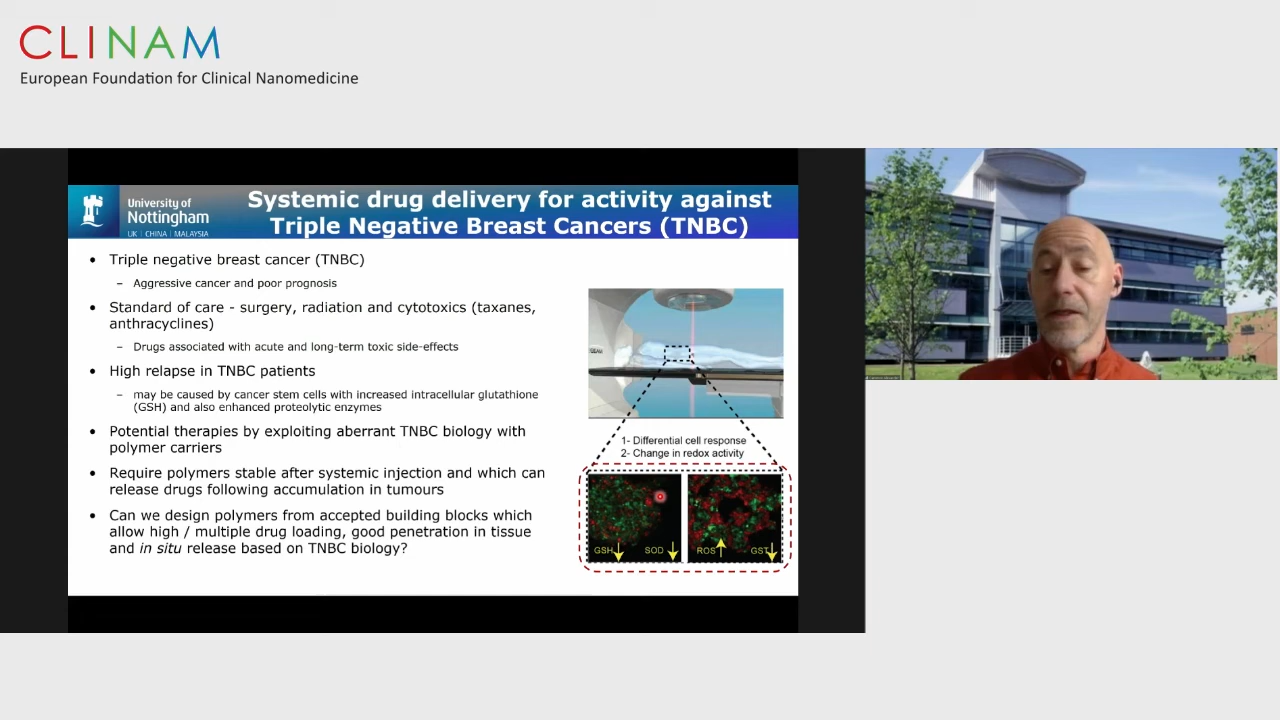 CLINAM
European Foundation for Clinical Nanomedicine
University of
Nottingham
UK | CHINA | MALAYSIA
Systemic drug delivery for activity against
Triple Negative Breast Cancers (TNBC)
• Triple negative breast cancer (TNBC)
– Aggressive cancer and poor prognosis
• Standard of care - surgery, radiation and cytotoxics (taxanes,
anthracyclines)
– Drugs associated with acute and long-term toxic side-effects
• High relapse in TNBC patients
– may be caused by cancer stem cells with increased intracellular glutathione
(GSH) and also enhanced proteolytic enzymes
• Potential therapies by exploiting aberrant TNBC biology with
polymer carriers
• Require polymers stable after systemic injection and which can
release drugs following accumulation in tumours
• Can we design polymers from accepted building blocks which
allow high / multiple drug loading, good penetration in tissue
and in situ release based on TNBC biology?
1- Differential cell response
2- Change in redox activity
GSH SOD ROS GST